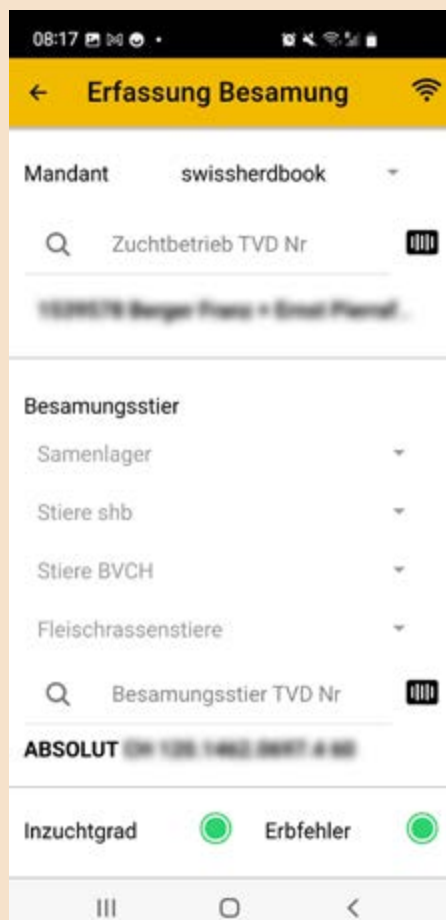 08:17
Erfassung Besamung
Mandant swissherdbook
Zuchtbetrieb TVD Nr
Besamungsstier
Samenlager
Stiere shb
Stiere BVCH
Fleischrassenstiere
Besamungsstier TVD Nr
ABSOLUT
Inzuchtgrad Erbfehler